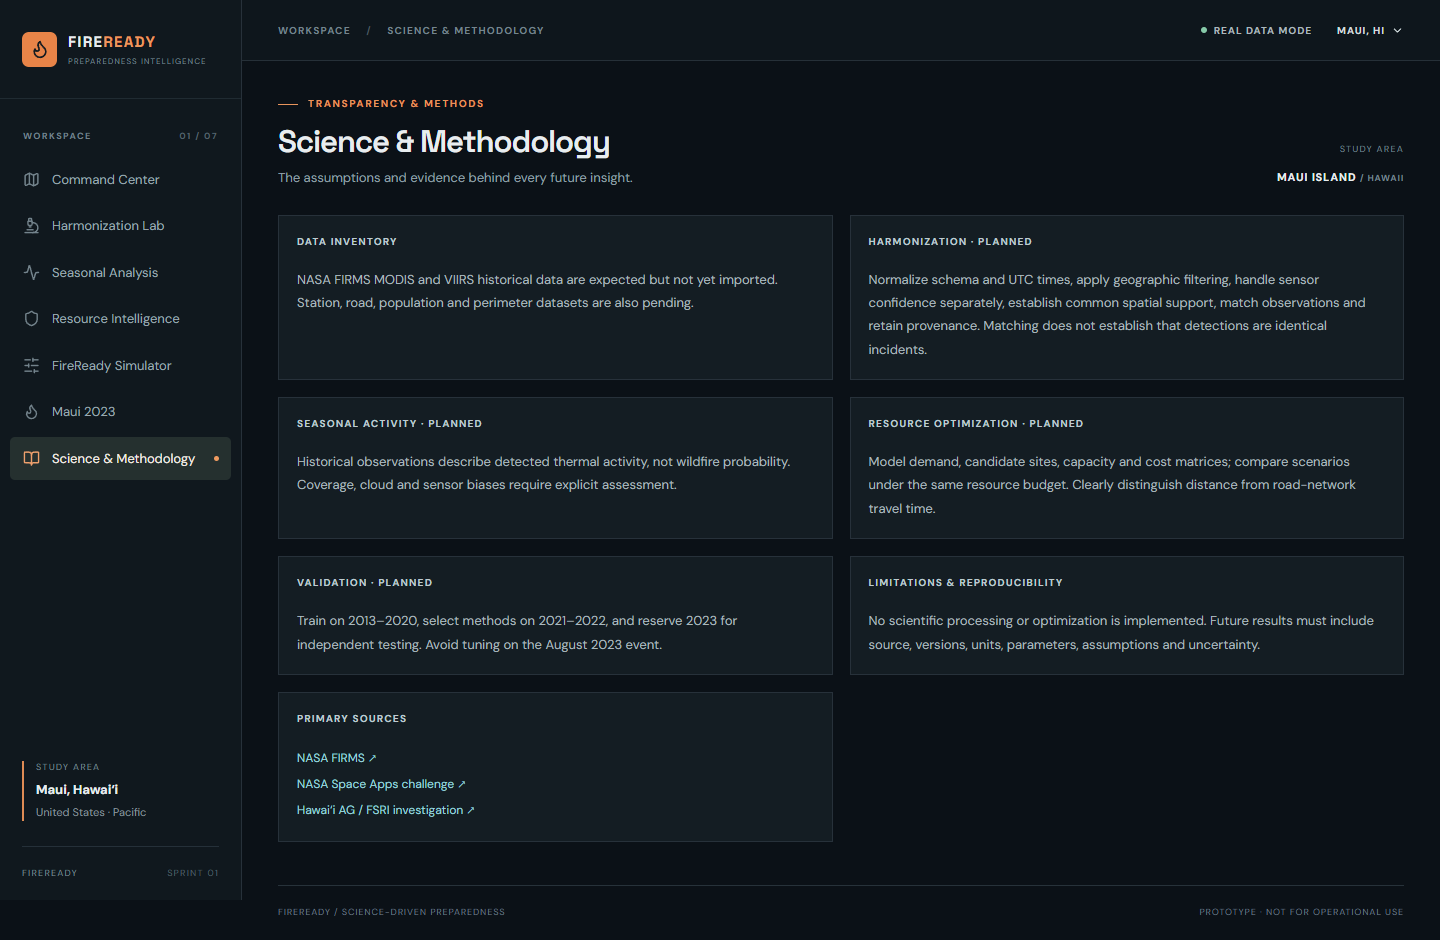 FIREREADY
PREPAREDNESS INTELLIGENCE
WORKSPACE 01 / 07
Command Center
Harmonization Lab
Seasonal Analysis
Resource Intelligence
FireReady Simulator
Maui 2023
Science & Methodology
STUDY AREA
Maui, Hawaiʻi
United States · Pacific
FIREREADY SPRINT 01
WORKSPACE / SCIENCE & METHODOLOGY
REAL DATA MODE MAUI, HI
TRANSPARENCY & METHODS
Science & Methodology
The assumptions and evidence behind every future insight.
STUDY AREA
MAUI ISLAND / HAWAII
DATA INVENTORY
NASA FIRMS MODIS and VIIRS historical data are expected but not yet imported.
Station, road, population and perimeter datasets are also pending.
HARMONIZATION · PLANNED
Normalize schema and UTC times, apply geographic filtering, handle sensor
confidence separately, establish common spatial support, match observations and
retain provenance. Matching does not establish that detections are identical
incidents.
SEASONAL ACTIVITY · PLANNED
Historical observations describe detected thermal activity, not wildfire probability.
Coverage, cloud and sensor biases require explicit assessment.
RESOURCE OPTIMIZATION · PLANNED
Model demand, candidate sites, capacity and cost matrices; compare scenarios
under the same resource budget. Clearly distinguish distance from road-network
travel time.
VALIDATION · PLANNED
Train on 2013–2020, select methods on 2021–2022, and reserve 2023 for
independent testing. Avoid tuning on the August 2023 event.
LIMITATIONS & REPRODUCIBILITY
No scientific processing or optimization is implemented. Future results must include
source, versions, units, parameters, assumptions and uncertainty.
PRIMARY SOURCES
NASA FIRMS ↗
NASA Space Apps challenge ↗
Hawaiʻi AG / FSRI investigation ↗
FIREREADY / SCIENCE-DRIVEN PREPAREDNESS
PROTOTYPE · NOT FOR OPERATIONAL USE